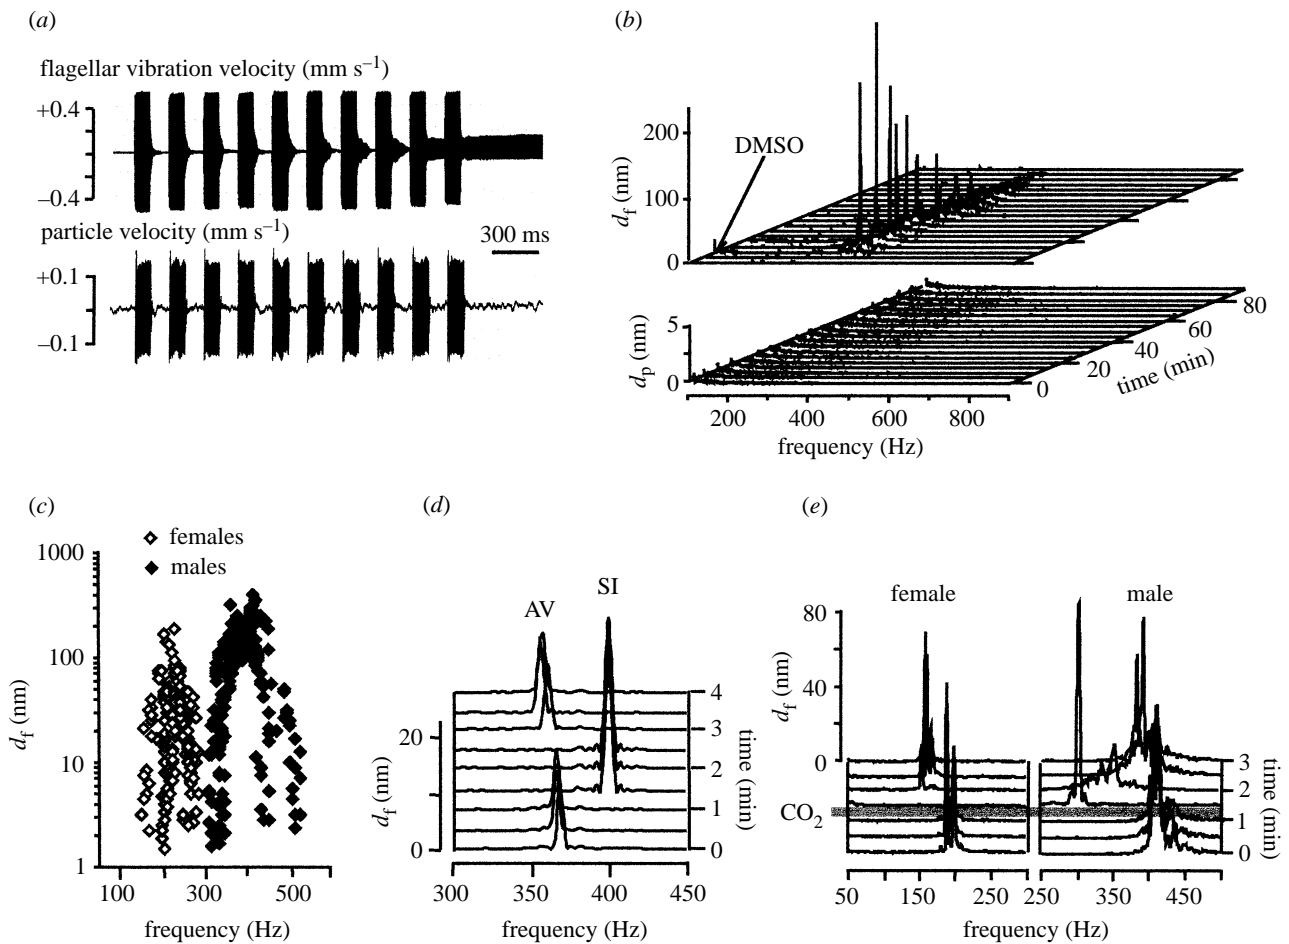 (a)
flagellar vibration velocity (mm s–1)
+0.4
–0.4
particle velocity (mm s–1)
300 ms
+0.1
–0.1
(b)
DMSO
200
100
0
df (nm)
5
0
dp (nm)
80
60
40
20
0
time (min)
200 400 600 800
frequency (Hz)
(c)
females
males
1000
100
10
1
df (nm)
100 200 300 400 500
frequency (Hz)
(d)
AV
SI
20
0
df (nm)
4
3
2
1
0
time (min)
300 350 400 450
frequency (Hz)
(e)
female
male
80
40
0
df (nm)
CO2
3
2
1
0
time (min)
50 150 250 250 350 450
frequency (Hz)